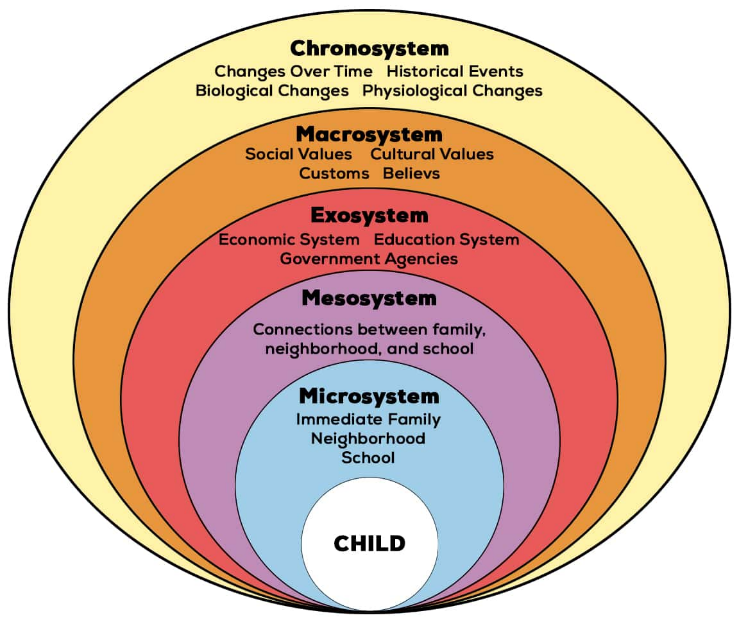 Chronosystem
Changes Over Time Historical Events
Biological Changes Physiological Changes
Macrosystem
Social Values Cultural Values
Customs Believs
Exosystem
Economic System Education System
Government Agencies
Mesosystem
Connections between family,
neighborhood, and school
Microsystem
Immediate Family
Neighborhood
School
CHILD